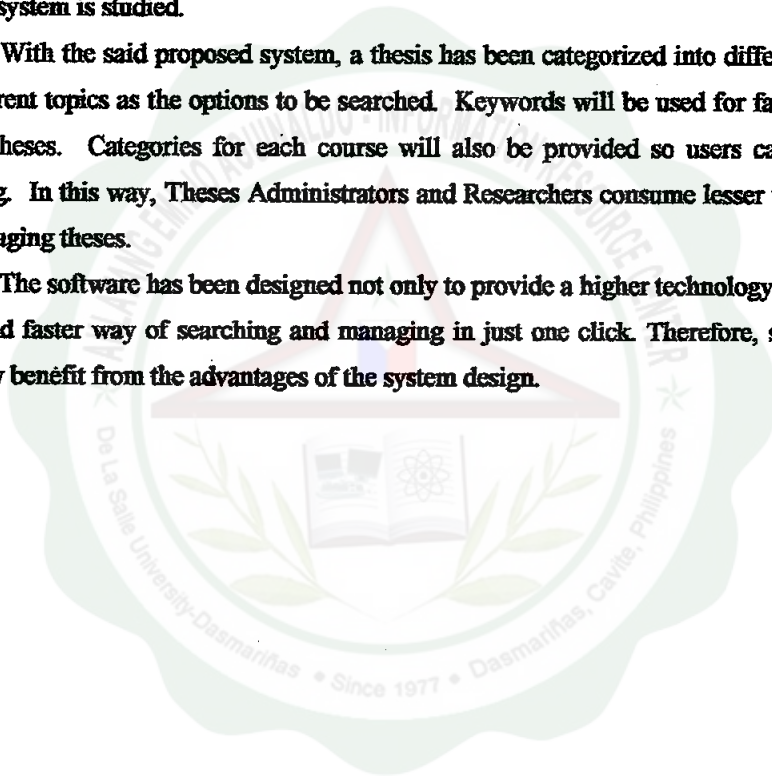 system is studied.
With the said proposed system, a thesis has been categorized into diffe
rent topics as the options to be searched. Keywords will be used for fa
heses. Categories for each course will also be provided so users ca
g. In this way, Theses Administrators and Researchers consume lesser
aging theses.
The software has been designed not only to provide a higher technology
d faster way of searching and managing in just one click. Therefore, s
y benefit from the advantages of the system design.
AKLATANG EMILIO AQUINALDO INFORMATION RESOURCE CENTER
De La Salle University-Dasmariñas • Since 1977 • Dasmariñas, Cavite, Philippines